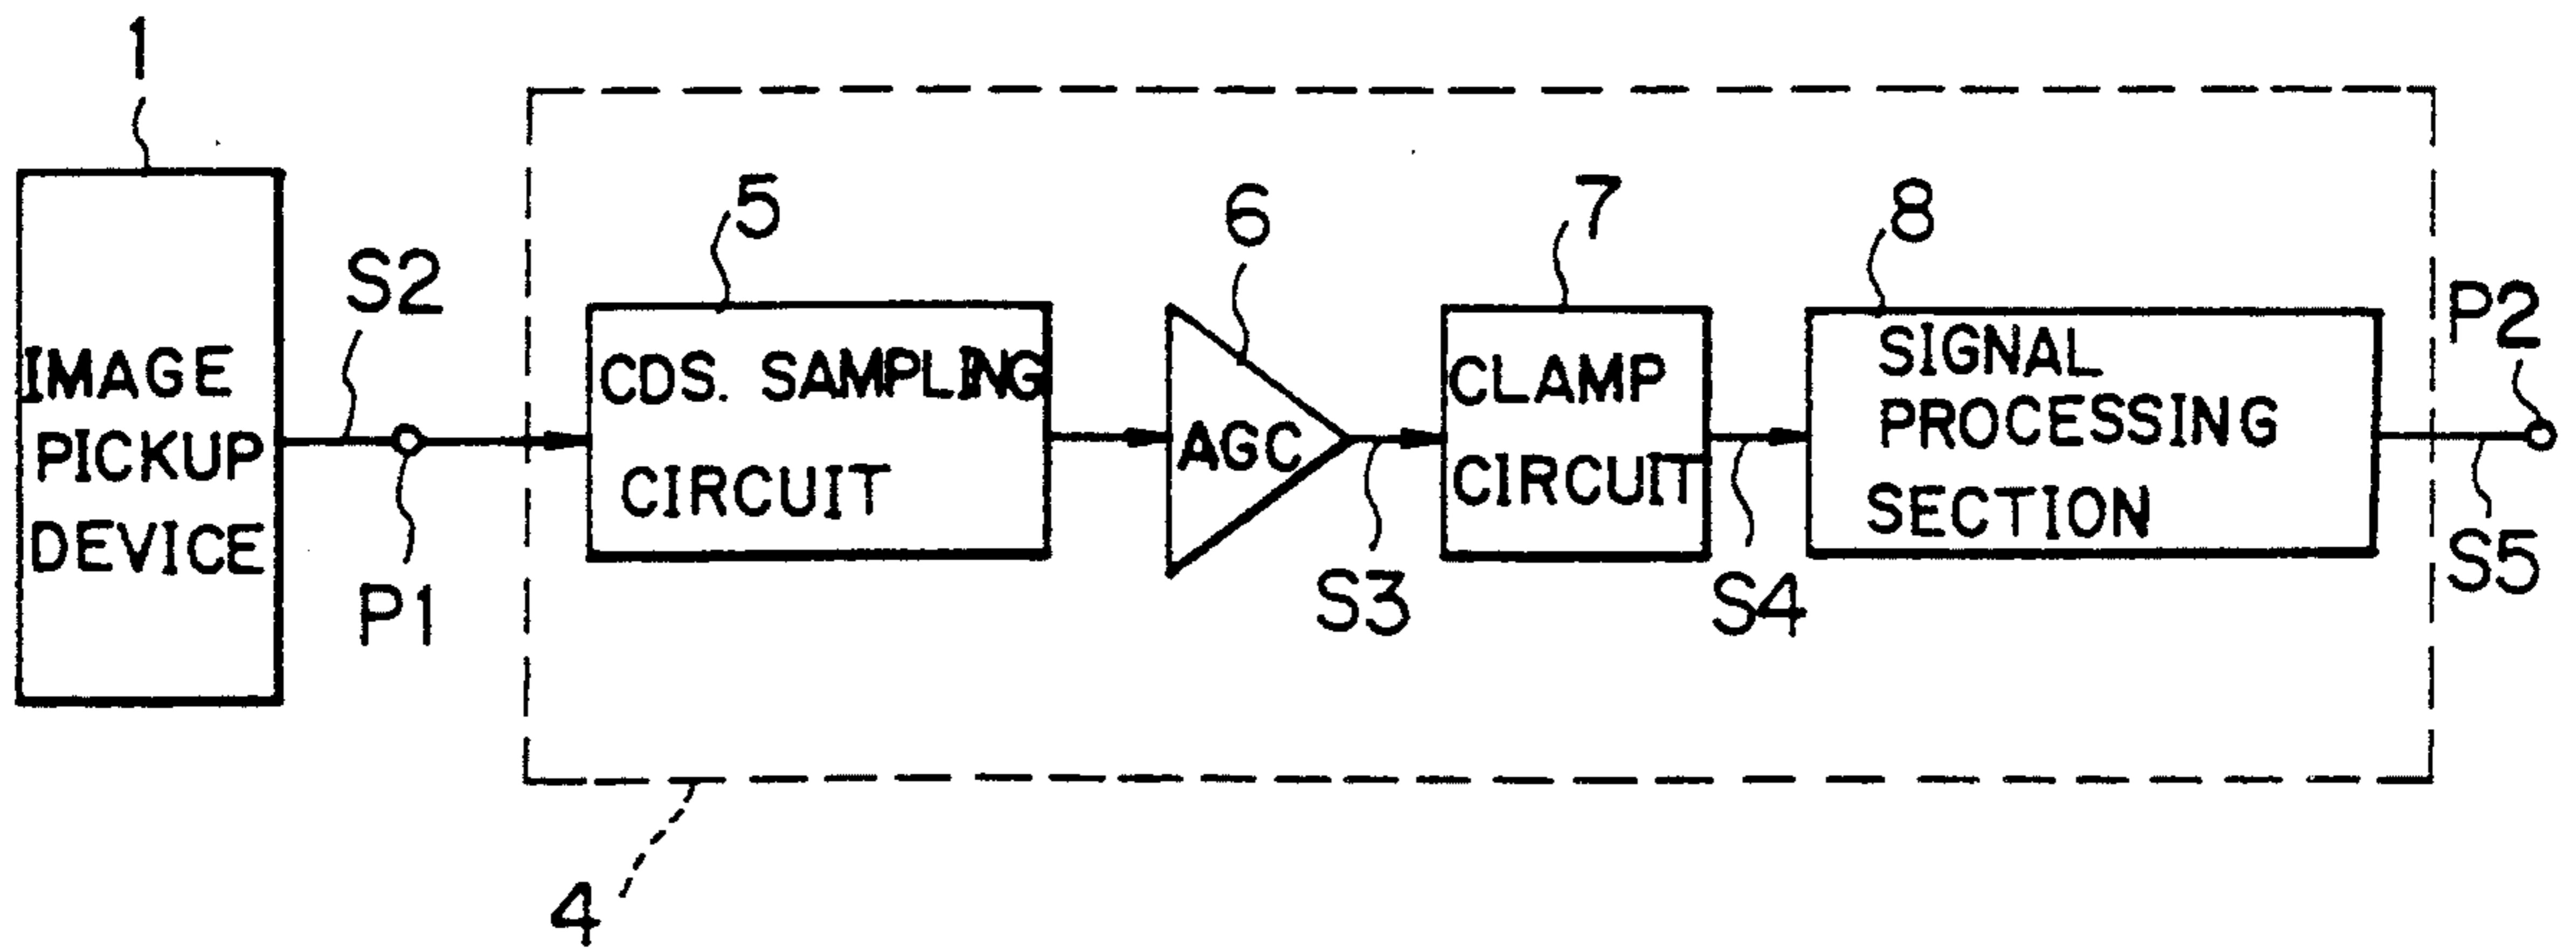 1
IMAGE
PICKUP
DEVICE
S2
P1
5
CDS. SAMPLING
CIRCUIT
6
AGC
S3
7
CLAMP
CIRCUIT
S4
8
SIGNAL
PROCESSING
SECTION
P2
S5
4